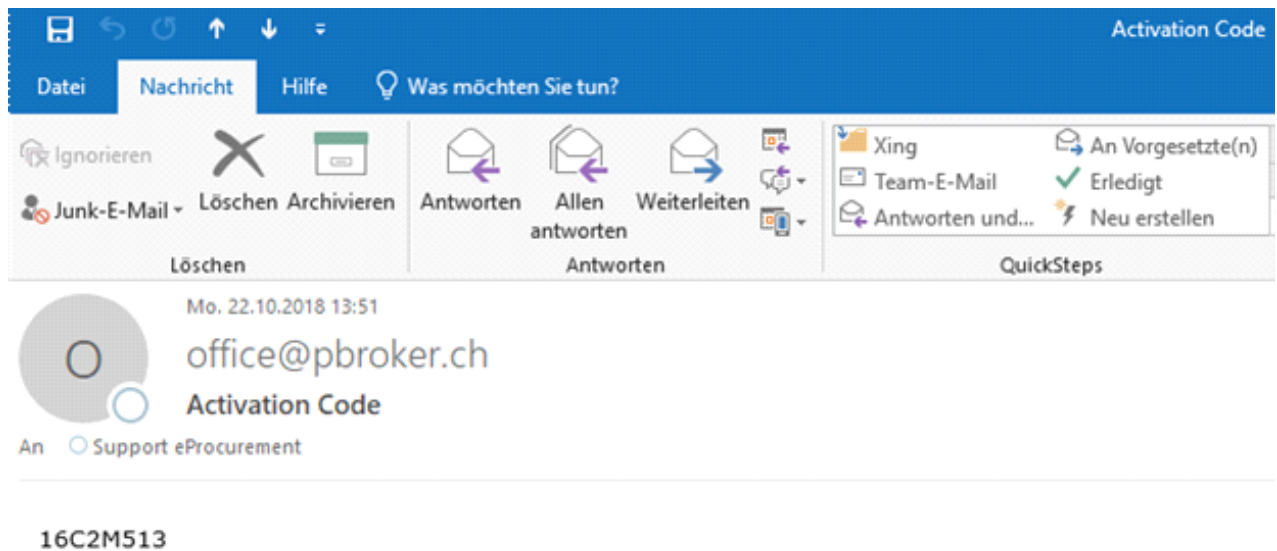 Activation Code
Datei Nachricht Hilfe Was möchten Sie tun?
Ignorieren
Junk-E-Mail
Löschen
Archivieren
Löschen
Antworten
Allen
antworten
Weiterleiten
Antworten
Xing
Team-E-Mail
Antworten und...
An Vorgesetzte(n)
Erledigt
Neu erstellen
QuickSteps
Mo. 22.10.2018 13:51
O
office@pbroker.ch
Activation Code
An Support eProcurement
16C2M513